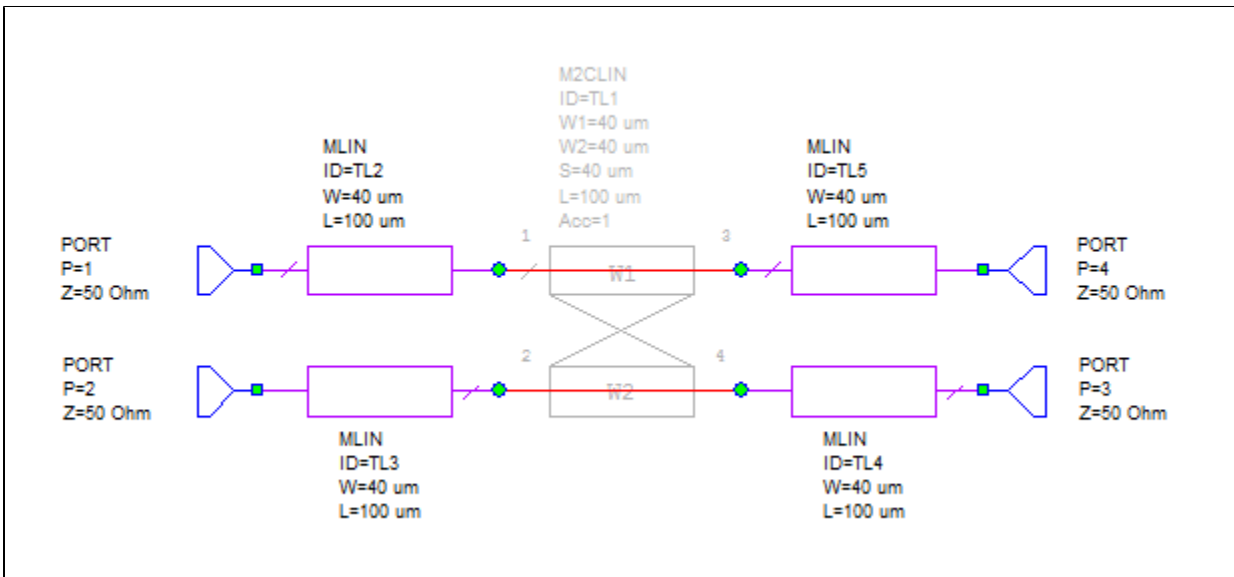 M2CLIN
ID=TL1
W1=40 um
W2=40 um
S=40 um
L=100 um
Acc=1
MLIN
ID=TL2
W=40 um
L=100 um
MLIN
ID=TL5
W=40 um
L=100 um
PORT
P=1
Z=50 Ohm
1
W1
3
PORT
P=4
Z=50 Ohm
PORT
P=2
Z=50 Ohm
2
W2
4
PORT
P=3
Z=50 Ohm
MLIN
ID=TL3
W=40 um
L=100 um
MLIN
ID=TL4
W=40 um
L=100 um